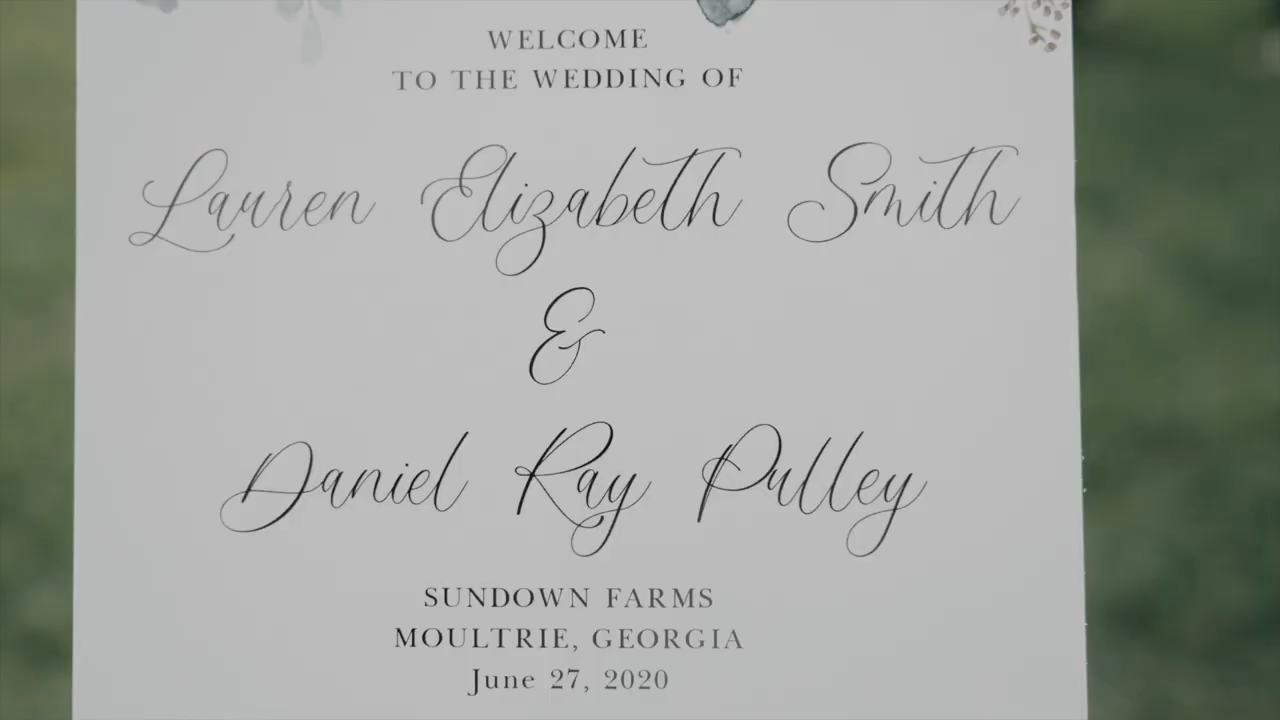 WELCOME
TO THE WEDDING OF
Lauren Elizabeth Smith
&
Daniel Ray Pulley
SUNDOWN FARMS
MOULTRIE, GEORGIA
June 27, 2020